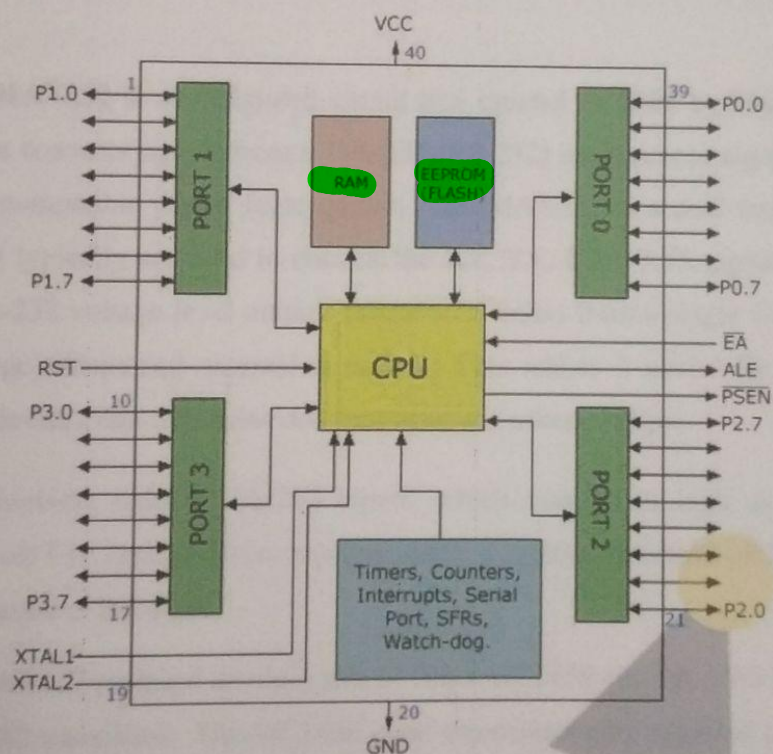 VCC
40
1
39
P1.0
P0.0
PORT 1
RAM
EEPROM
(FLASH)
PORT 0
P1.7
P0.7
EA
CPU
RST
ALE
PSEN
P3.0
10
P2.7
PORT 3
PORT 2
Timers, Counters,
Interrupts, Serial
Port, SFRs,
Watch-dog.
P3.7
17
21
P2.0
XTAL1
XTAL2
19
20
GND